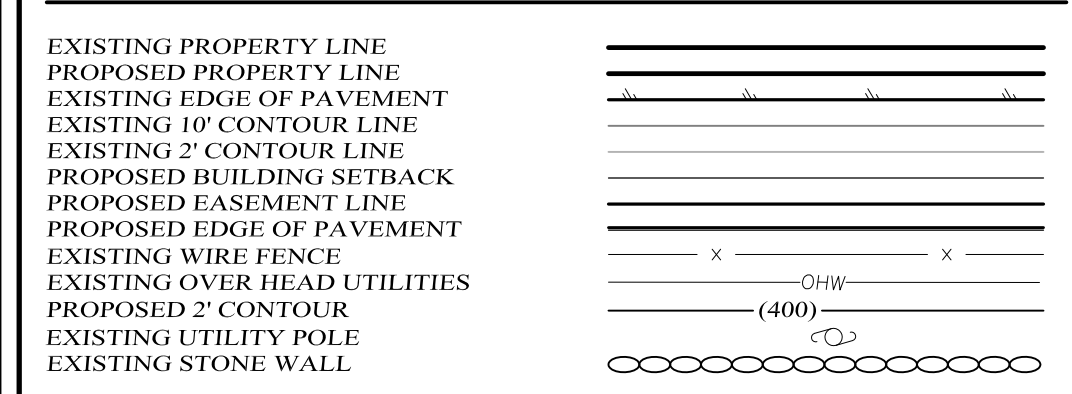 EXISTING PROPERTY LINE
PROPOSED PROPERTY LINE
EXISTING EDGE OF PAVEMENT
EXISTING 10' CONTOUR LINE
EXISTING 2' CONTOUR LINE
PROPOSED BUILDING SETBACK
PROPOSED EASEMENT LINE
PROPOSED EDGE OF PAVEMENT
EXISTING WIRE FENCE X X
EXISTING OVER HEAD UTILITIES OHW
PROPOSED 2' CONTOUR (400)
EXISTING UTILITY POLE
EXISTING STONE WALL